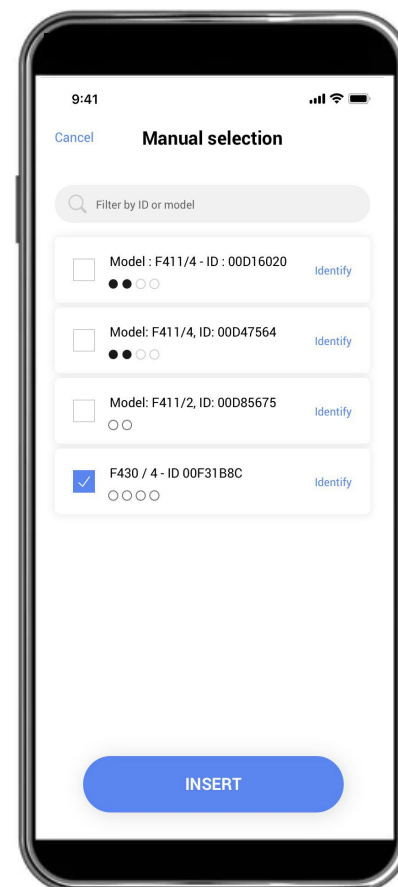 9:41
Cancel
Manual selection
Filter by ID or model
Model : F411/4 - ID : 00D16020
Identify
Model: F411/4, ID: 00D47564
Identify
Model: F411/2, ID: 00D85675
Identify
F430 / 4 - ID 00F31B8C
Identify
INSERT